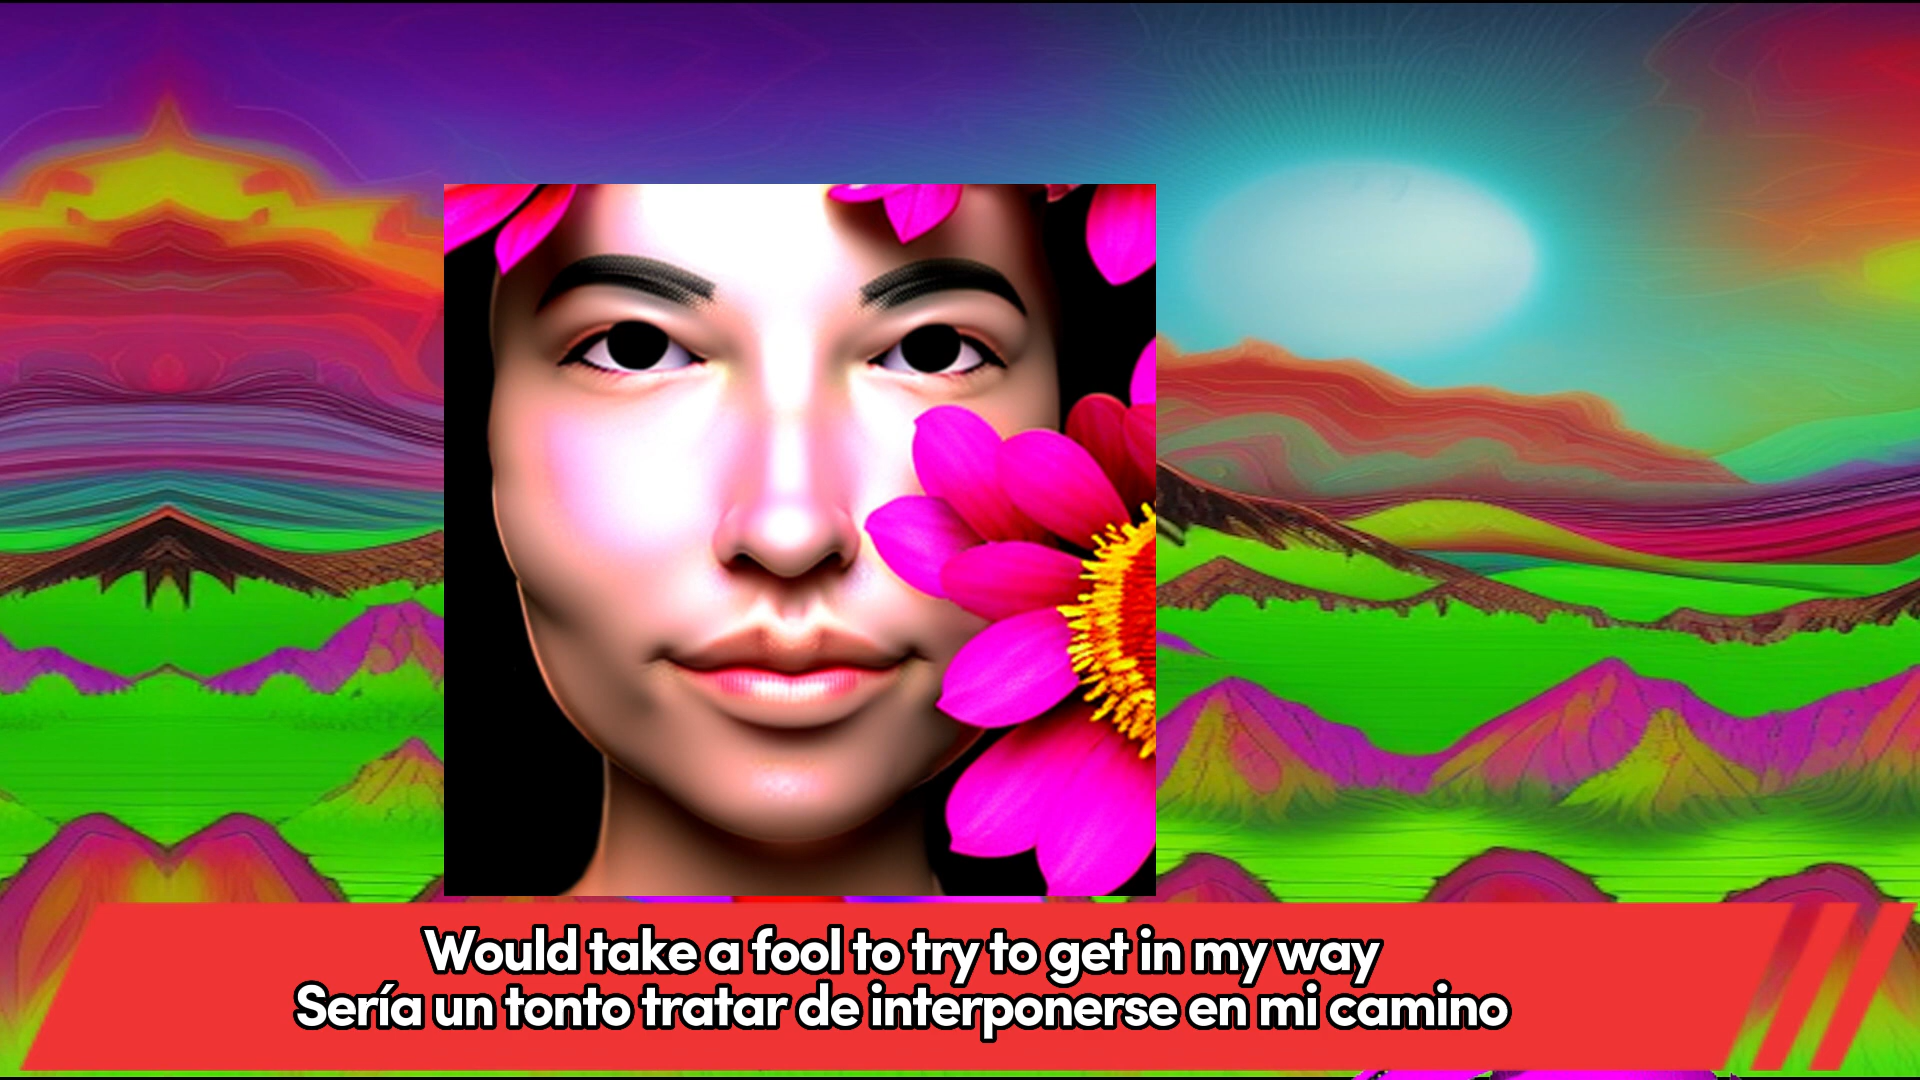 Would take a fool to try to get in my way
Sería un tonto tratar de interponerse en mi camino